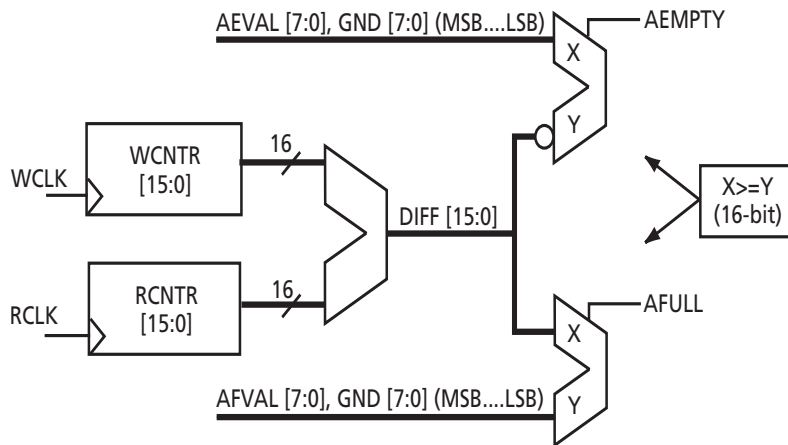 AEVAL [7:0], GND [7:0] (MSB....LSB)
AEMPTY
X
Y
WCNTR
[15:0]
16
WCLK
X>=Y
(16-bit)
DIFF [15:0]
RCNTR
[15:0]
16
RCLK
AFULL
X
AFVAL [7:0], GND [7:0] (MSB....LSB)
Y